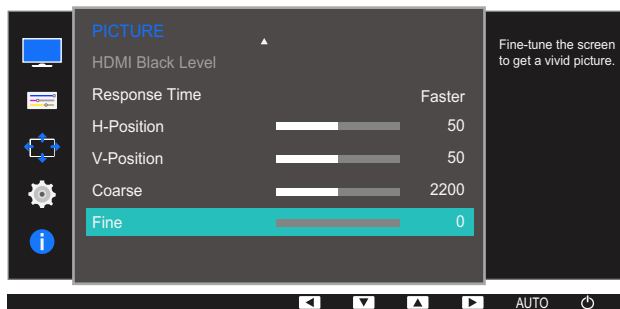 PICTURE
HDMI Black Level
Response Time Faster
H-Position 50
V-Position 50
Coarse 2200
Fine 0
Fine-tune the screen
to get a vivid picture.
AUTO